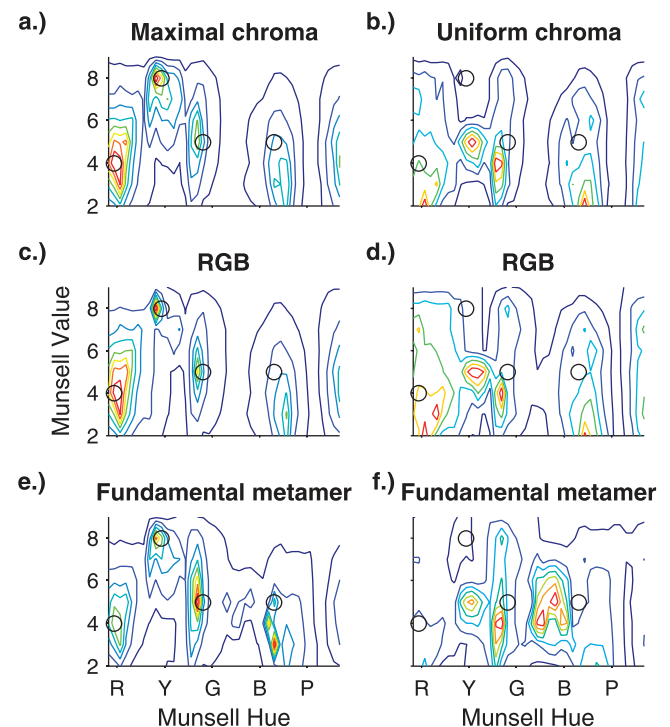 a.) Maximal chroma b.) Uniform chroma
8
6
4
2
c.) RGB d.) RGB
Munsell Value
8
6
4
2
e.) Fundamental metamer f.) Fundamental metamer
8
6
4
2
R Y G B P R Y G B P
Munsell Hue Munsell Hue